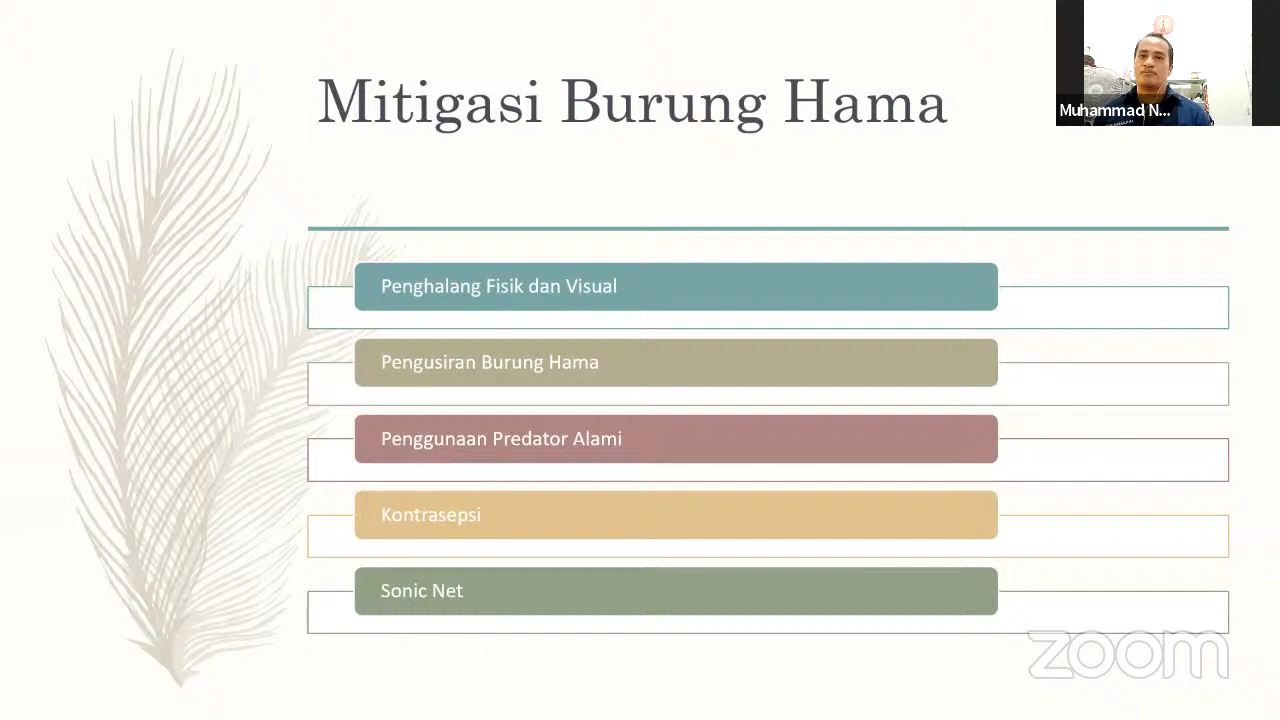 Mitigasi Burung Hama
Muhammad N...
Penghalang Fisik dan Visual
Pengusiran Burung Hama
Penggunaan Predator Alami
Kontrasepsi
Sonic Net
zoom